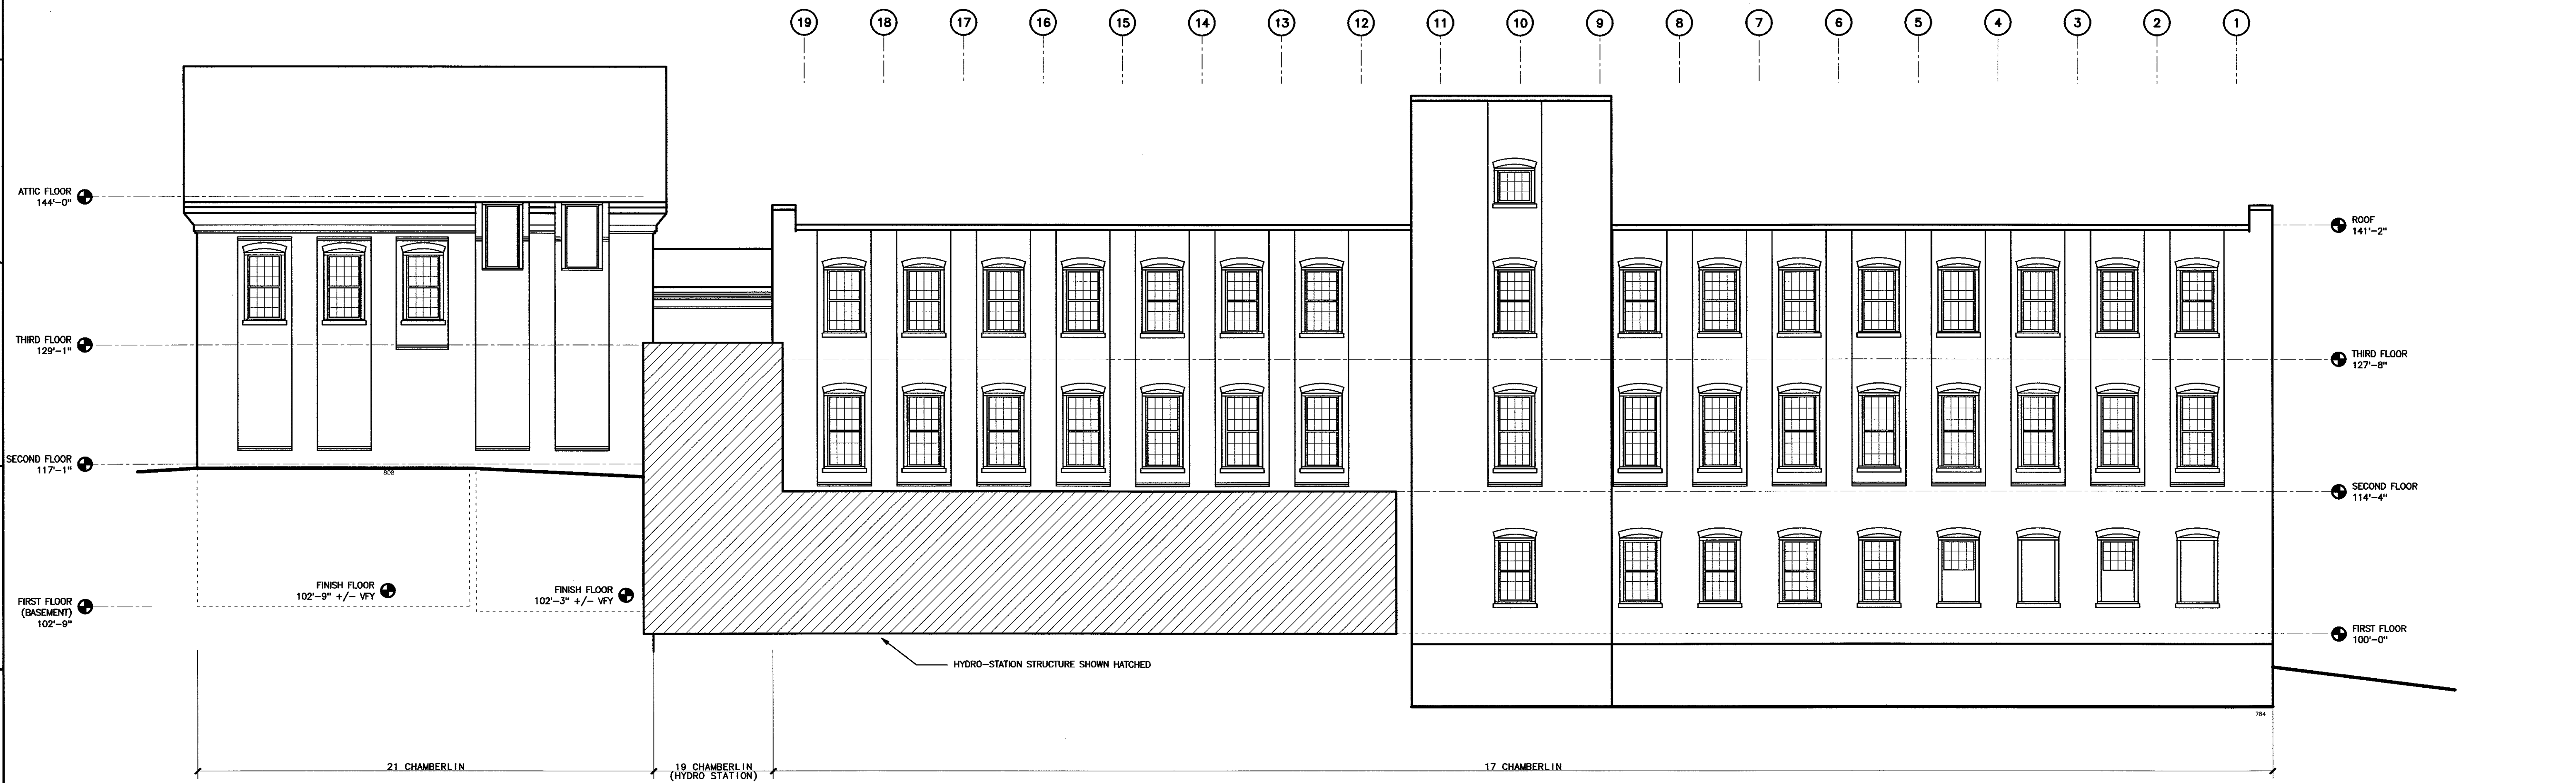 19 18 17 16 15 14 13 12 11 10 9 8 7 6 5 4 3 2 1
ATTIC FLOOR
144'-0"
ROOF
141'-2"
THIRD FLOOR
129'-1"
THIRD FLOOR
127'-8"
SECOND FLOOR
117'-1"
808
SECOND FLOOR
114'-4"
FINISH FLOOR
102'-9" +/- VFY
FINISH FLOOR
102'-3" +/- VFY
FIRST FLOOR
(BASEMENT)
102'-9"
FIRST FLOOR
100'-0"
HYDRO-STATION STRUCTURE SHOWN HATCHED
784
21 CHAMBERLIN
19 CHAMBERLIN
(HYDRO STATION)
17 CHAMBERLIN